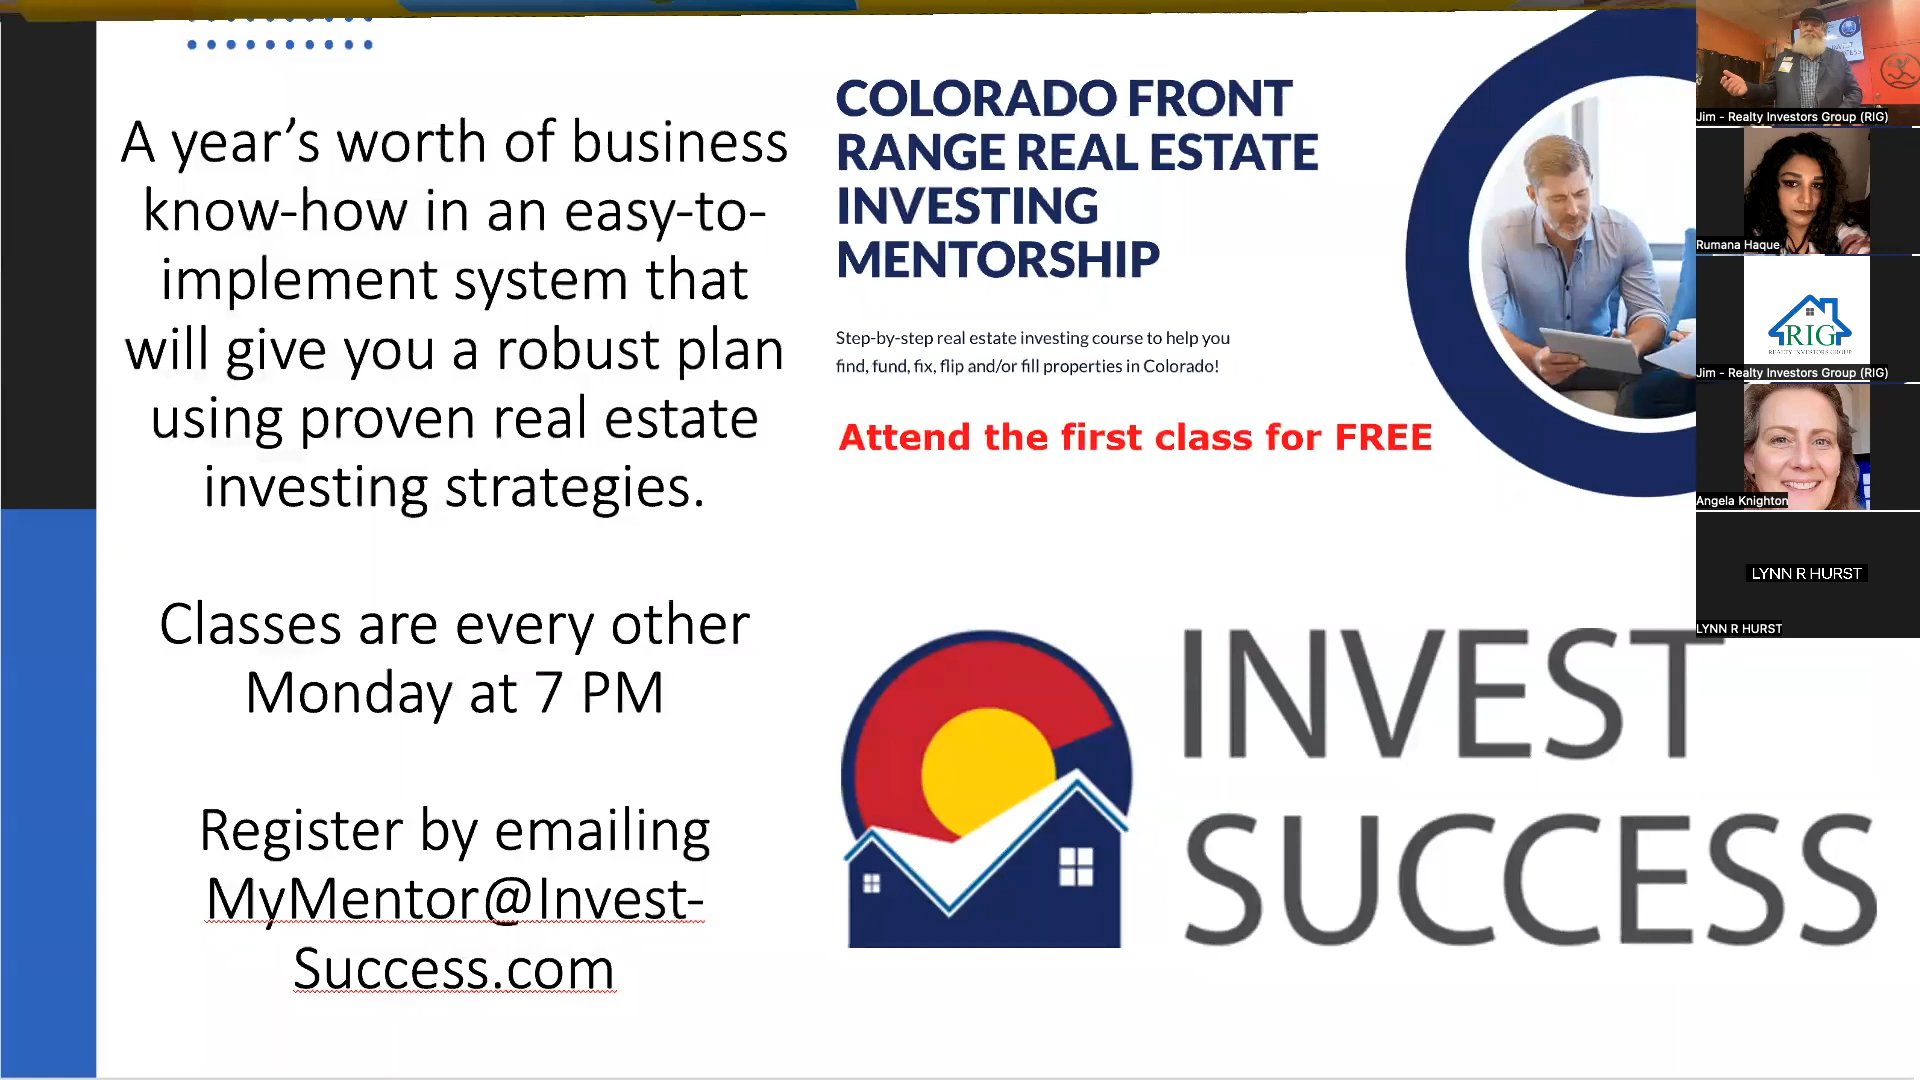 A year’s worth of business
know-how in an easy-to-
implement system that
will give you a robust plan
using proven real estate
investing strategies.
Classes are every other
Monday at 7 PM
Register by emailing
MyMentor@Invest-
Success.com
COLORADO FRONT
RANGE REAL ESTATE
INVESTING
MENTORSHIP
Step-by-step real estate investing course to help you
find, fund, fix, flip and/or fill properties in Colorado!
Attend the first class for FREE
INVEST
SUCCESS
Jim - Realty Investors Group (RIG)
Rumana Haque
RIG
REALTY INVESTORS GROUP
Jim - Realty Investors Group (RIG)
Angela Knighton
LYNN R HURST
LYNN R HURST